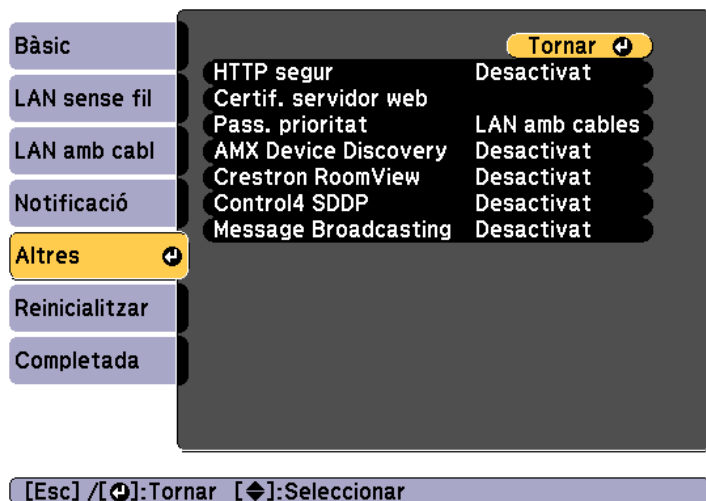 Bàsic
LAN sense fil
LAN amb cabl
Notificació
Altres
Reinicialitzar
Completada
Tornar
HTTP segur Desactivat
Certif. servidor web
Pass. prioritat LAN amb cables
AMX Device Discovery Desactivat
Crestron RoomView Desactivat
Control4 SDDP Desactivat
Message Broadcasting Desactivat
[Esc] /[⏎]:Tornar [◆]:Seleccionar